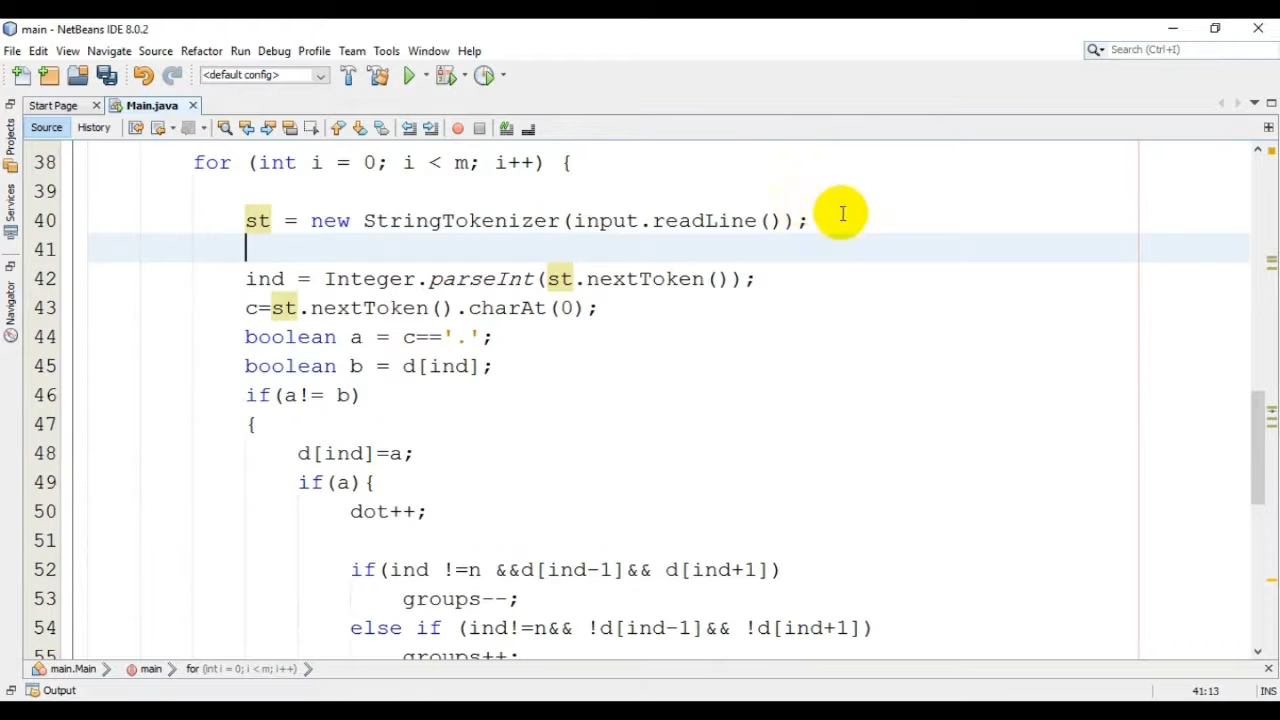 main - NetBeans IDE 8.0.2
File Edit View Navigate Source Refactor Run Debug Profile Team Tools Window Help
Search (Ctrl+I)
<default config>
Start Page Main.java
Source History
Projects
Services
Navigator
38 for (int i = 0; i < m; i++) {
39
40 st = new StringTokenizer(input.readLine());
41
42 ind = Integer.parseInt(st.nextToken());
43 c=st.nextToken().charAt(0);
44 boolean a = c=='.';
45 boolean b = d[ind];
46 if(a!= b)
47 {
48 d[ind]=a;
49 if(a){
50 dot++;
51
52 if(ind !=n &&d[ind-1]&& d[ind+1])
53 groups--;
54 else if (ind!=n&& !d[ind-1]&& !d[ind+1])
55 groups++;
main.Main main for (int i = 0; i < m; i++)
Output
41:13 INS